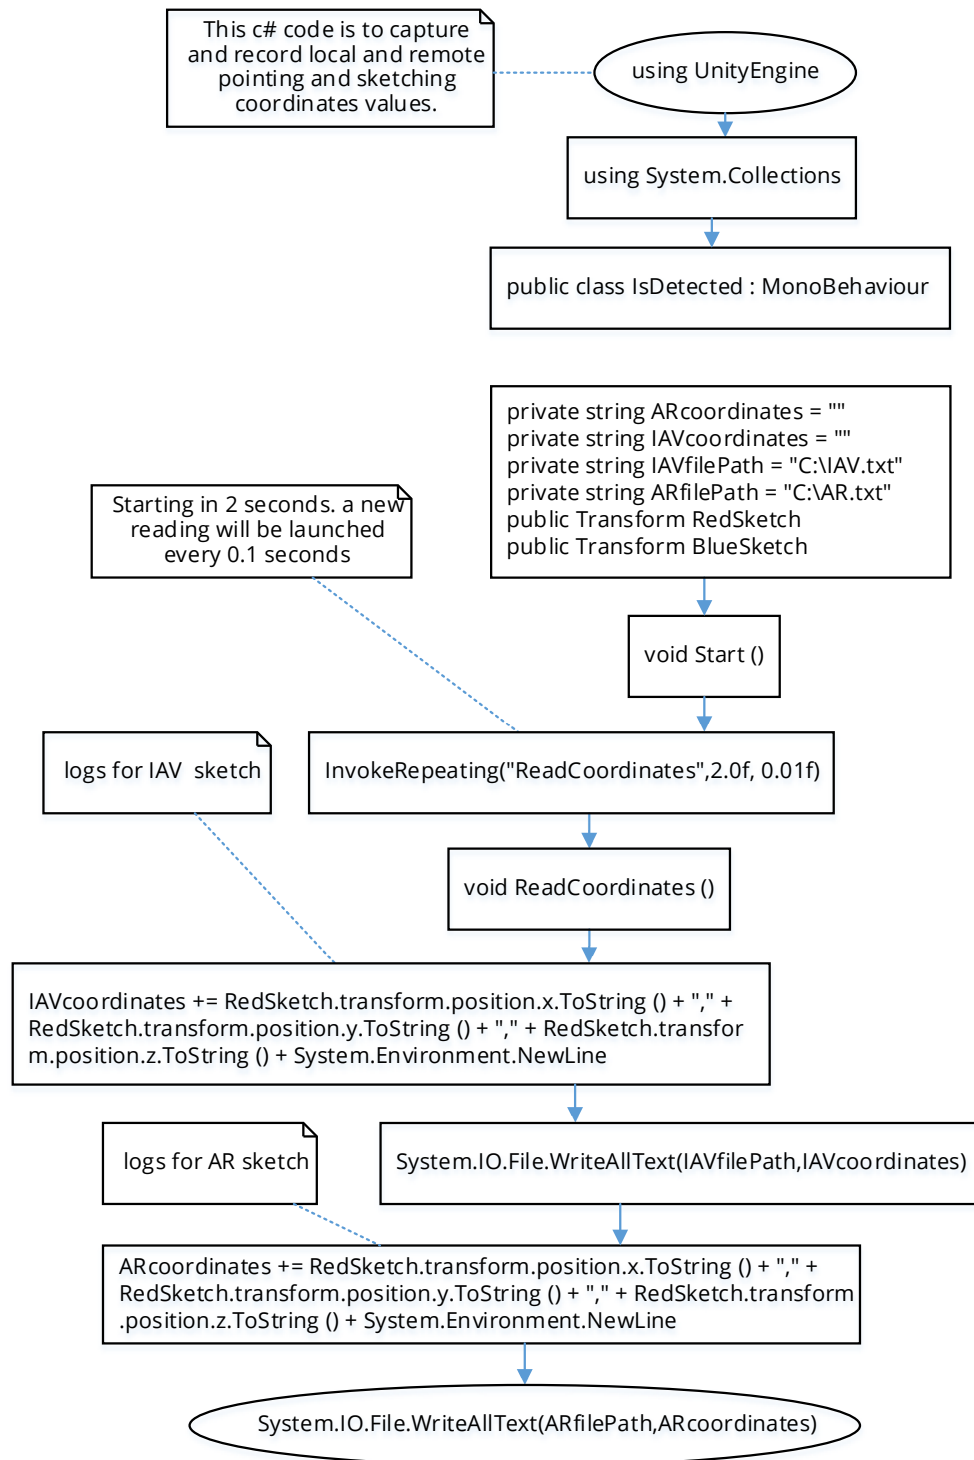 This c# code is to capture
and record local and remote
pointing and sketching
coordinates values.
using UnityEngine
using System.Collections
public class IsDetected : MonoBehaviour
private string ARcoordinates = ""
private string IAVcoordinates = ""
private string IAVfilePath = "C:\IAV.txt"
private string ARfilePath = "C:\AR.txt"
public Transform RedSketch
public Transform BlueSketch
Starting in 2 seconds. a new
reading will be launched
every 0.1 seconds
void Start ()
logs for IAV  sketch
InvokeRepeating("ReadCoordinates",2.0f, 0.01f)
void ReadCoordinates ()
IAVcoordinates += RedSketch.transform.position.x.ToString () + "," +
RedSketch.transform.position.y.ToString () + "," + RedSketch.transfor
m.position.z.ToString () + System.Environment.NewLine
logs for AR sketch
System.IO.File.WriteAllText(IAVfilePath,IAVcoordinates)
ARcoordinates += RedSketch.transform.position.x.ToString () + "," +
RedSketch.transform.position.y.ToString () + "," + RedSketch.transform
.position.z.ToString () + System.Environment.NewLine
System.IO.File.WriteAllText(ARfilePath,ARcoordinates)